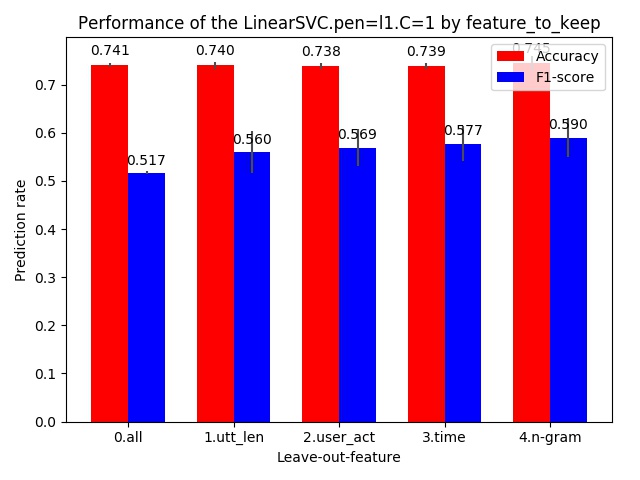 Performance of the LinearSVC.pen=l1.C=1 by feature_to_keep
0.741
0.740
0.738
0.739
0.745
Accuracy
F1-score
0.517
0.560
0.569
0.577
0.590
Prediction rate
0.7
0.6
0.5
0.4
0.3
0.2
0.1
0.0
0.all
1.utt_len
2.user_act
3.time
4.n-gram
Leave-out-feature